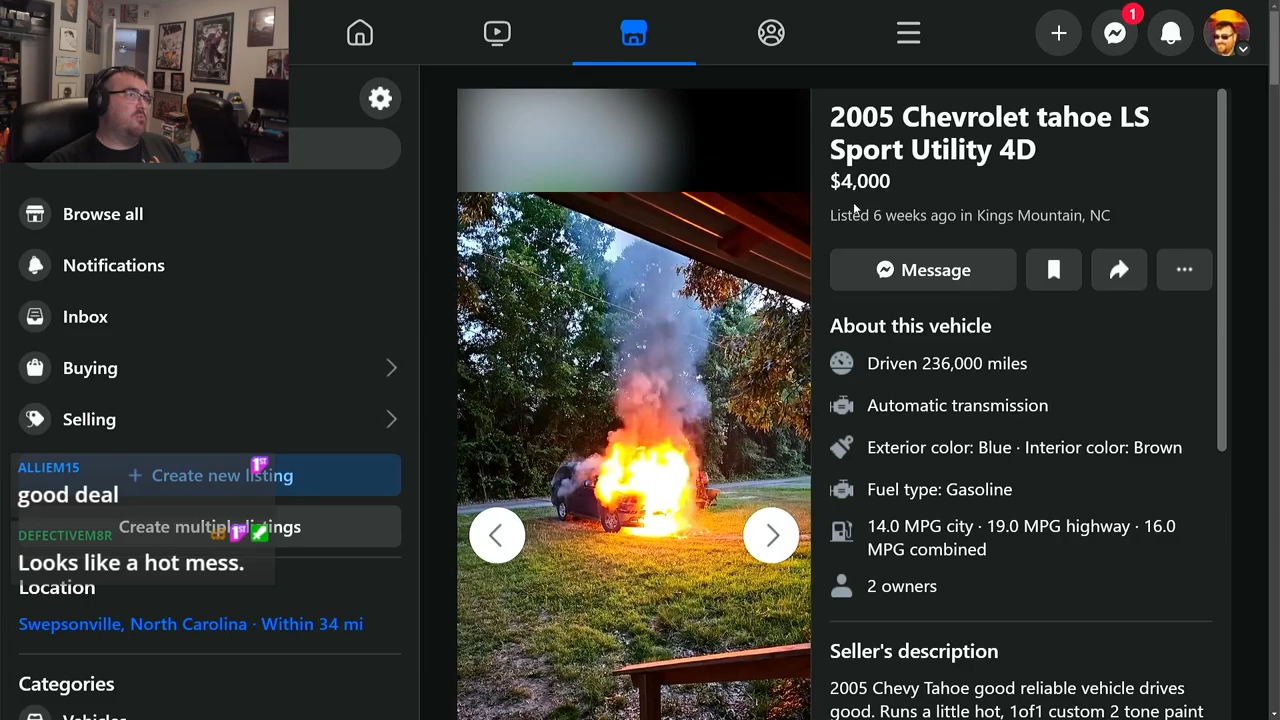 1
2005 Chevrolet tahoe LS
Sport Utility 4D
$4,000
Listed 6 weeks ago in Kings Mountain, NC
Message
About this vehicle
Driven 236,000 miles
Automatic transmission
Exterior color: Blue · Interior color: Brown
Fuel type: Gasoline
14.0 MPG city · 19.0 MPG highway · 16.0
MPG combined
2 owners
Seller's description
2005 Chevy Tahoe good reliable vehicle drives
good. Runs a little hot, 1of1 custom 2 tone paint
Browse all
Notifications
Inbox
Buying
Selling
+ Create new listing
ALLIEM15 1ST
good deal
Create multiple listings
DEFECTIVEM8R 1ST
Looks like a hot mess.
Location
Swepsonville, North Carolina · Within 34 mi
Categories
Vehicles